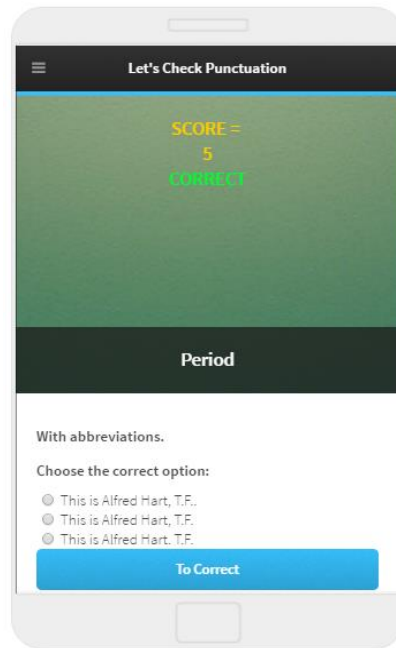 Let's Check Punctuation
SCORE =
5
CORRECT
Period
With abbreviations.
Choose the correct option:
This is Alfred Hart, T.F..
This is Alfred Hart, T.F.
This is Alfred Hart. T.F.
To Correct